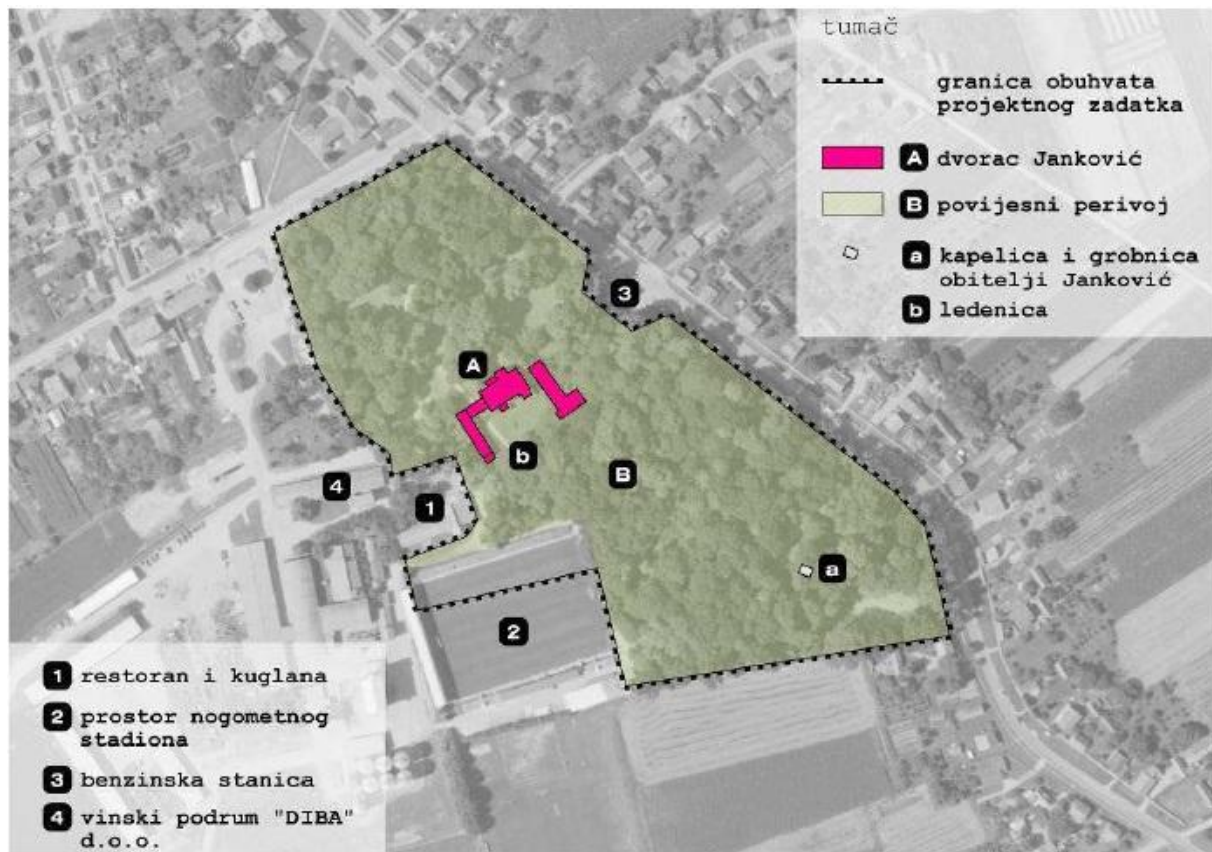 tumač
granica obuhvata
projektnog zadatka
A dvorac Janković
B povijesni perivoj
a kapelica i grobnica
obitelji Janković
b ledenica
3
A
b
B
4
1
a
2
1 restoran i kuglana
2 prostor nogometnog
stadiona
3 benzinska stanica
4 vinski podrum "DIBA"
d.o.o.